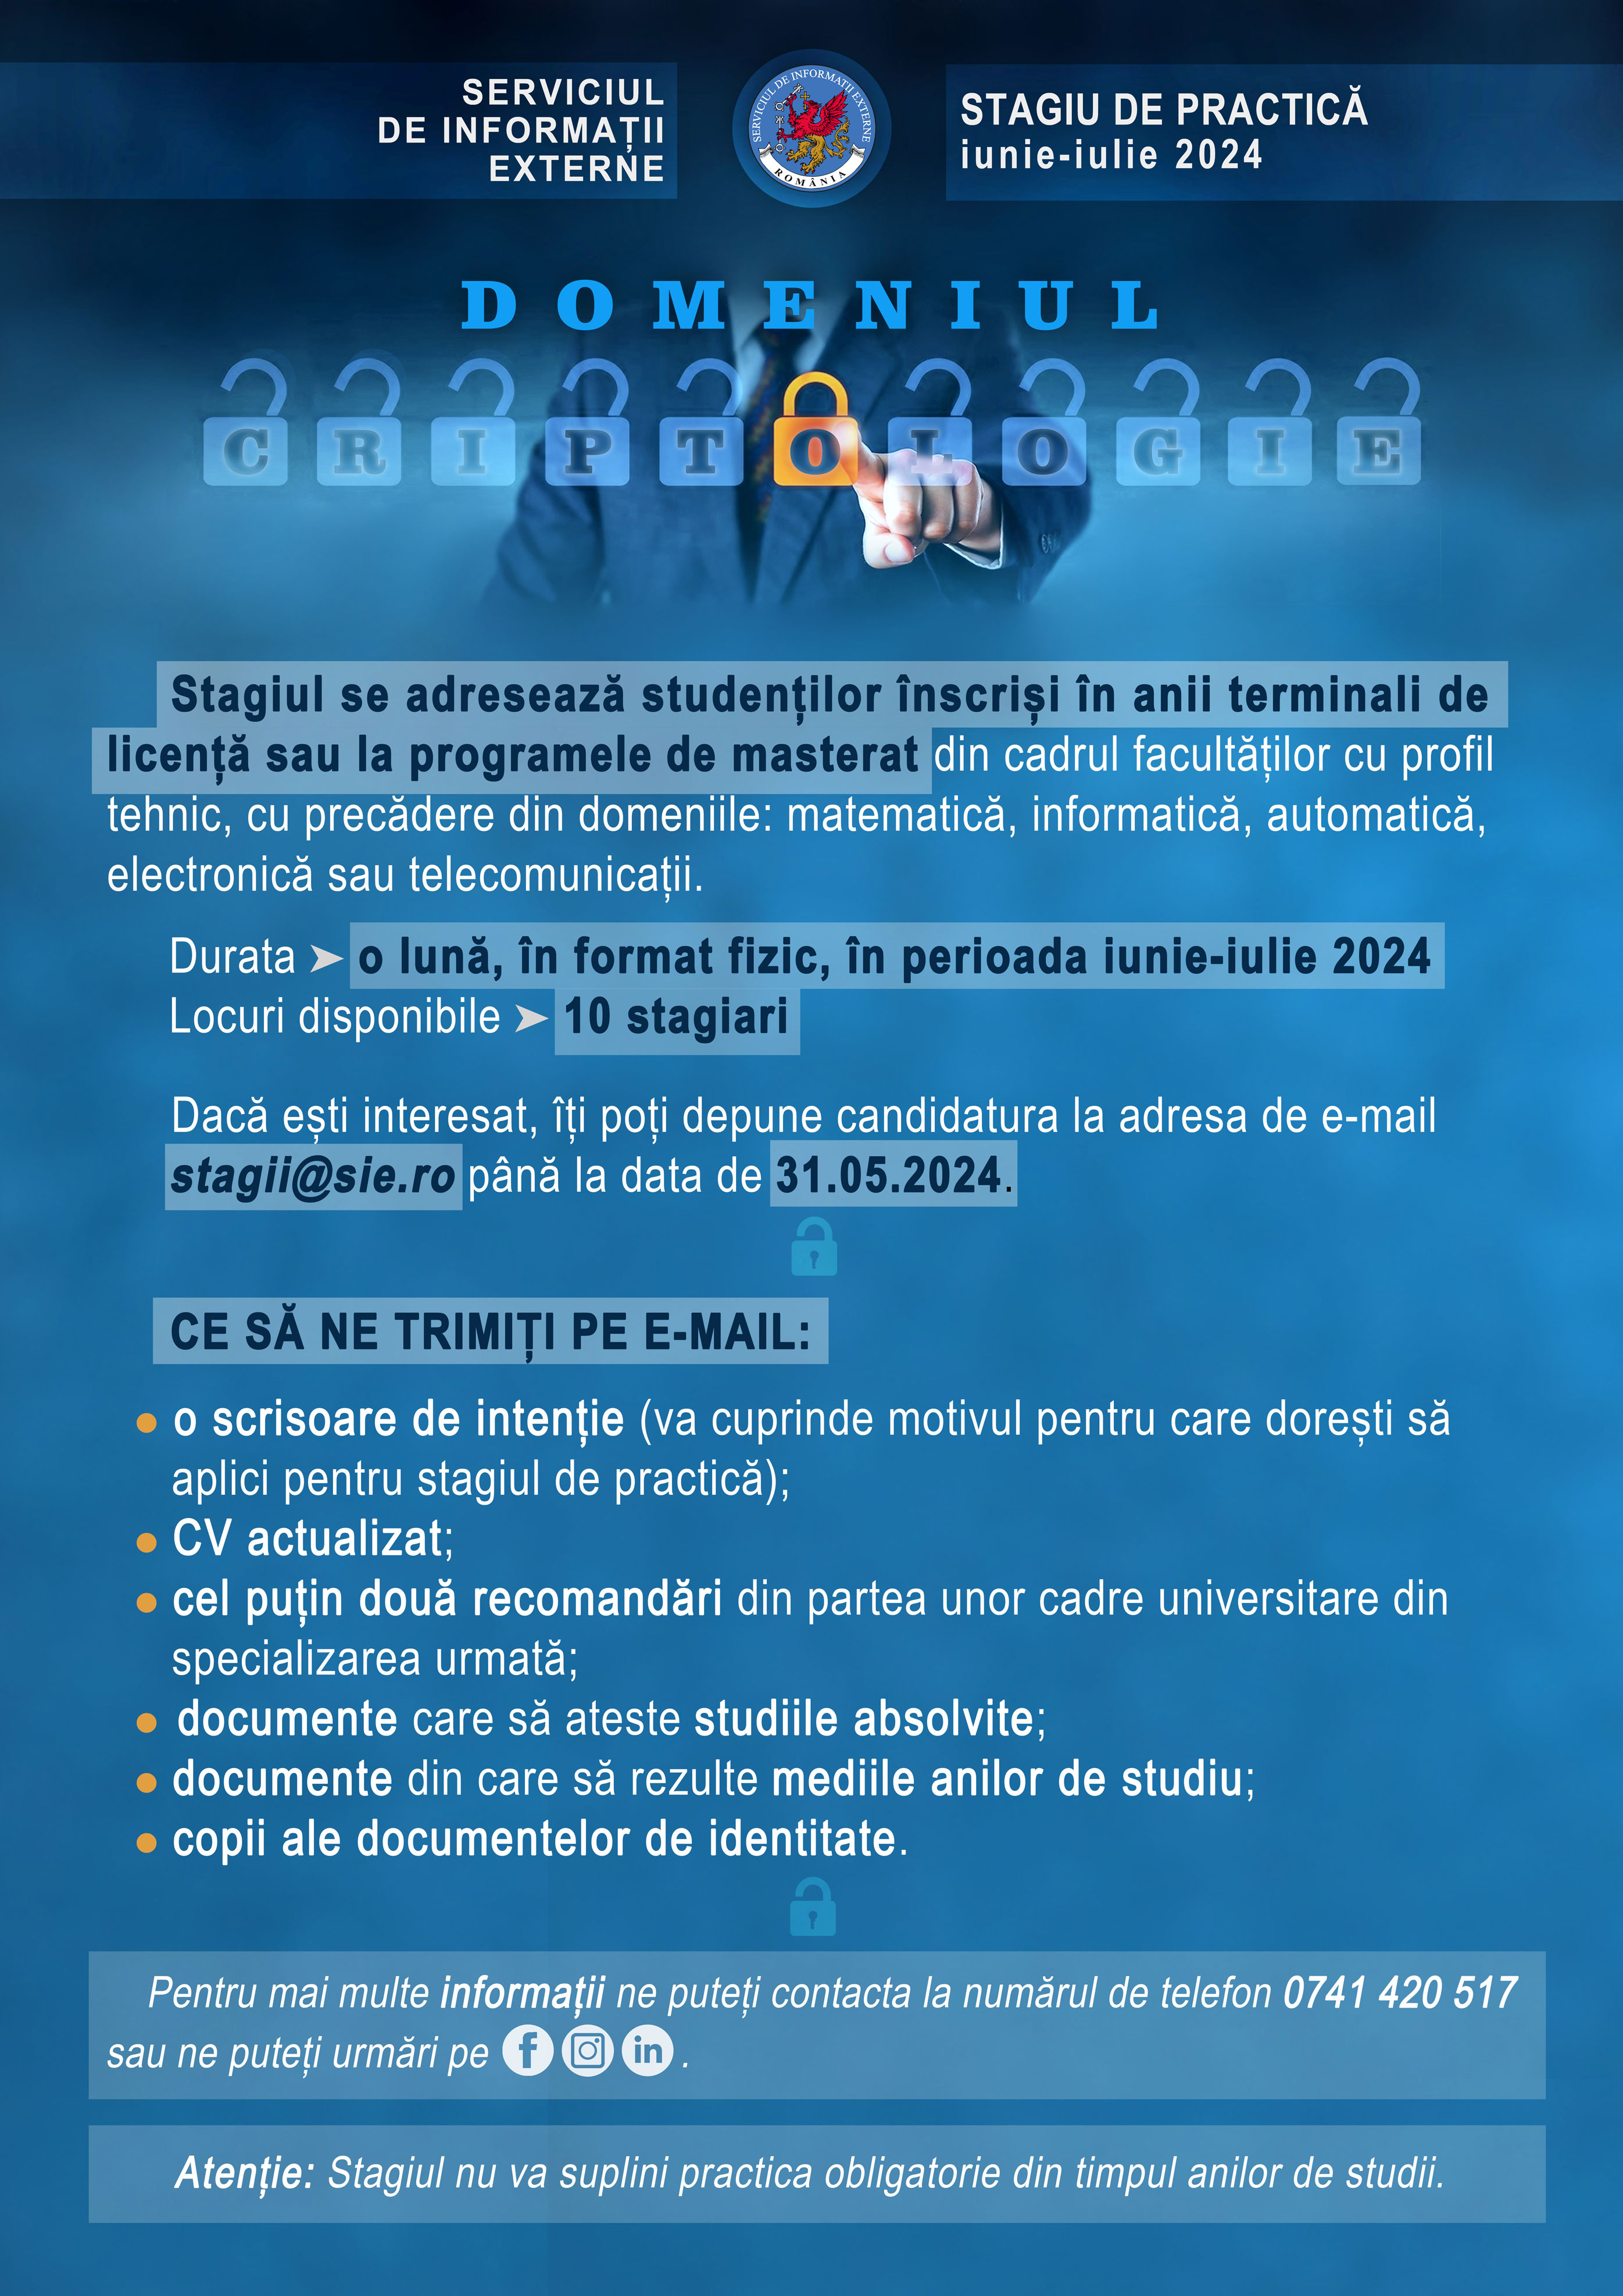 SERVICIUL
DE INFORMAȚII
EXTERNE
SERVICIUL DE INFORMAȚII EXTERNE
ROMÂNIA
STAGIU DE PRACTICĂ
iunie-iulie 2024
DOMENIUL
CRIPTOLOGIE
Stagiul se adresează studenților înscriși în anii terminali de
licență sau la programele de masterat din cadrul facultăților cu profil
tehnic, cu precădere din domeniile: matematică, informatică, automatică,
electronică sau telecomunicații.
Durata ➤ o lună, în format fizic, în perioada iunie-iulie 2024
Locuri disponibile ➤ 10 stagiari
Dacă ești interesat, îți poți depune candidatura la adresa de e-mail
stagii@sie.ro până la data de 31.05.2024.
CE SĂ NE TRIMIȚI PE E-MAIL:
● o scrisoare de intenție (va cuprinde motivul pentru care dorești să
aplici pentru stagiul de practică);
● CV actualizat;
● cel puțin două recomandări din partea unor cadre universitare din
specializarea urmată;
● documente care să ateste studiile absolvite;
● documente din care să rezulte mediile anilor de studiu;
● copii ale documentelor de identitate.
Pentru mai multe informații ne puteți contacta la numărul de telefon 0741 420 517
sau ne puteți urmări pe f in .
Atenție: Stagiul nu va suplini practica obligatorie din timpul anilor de studii.